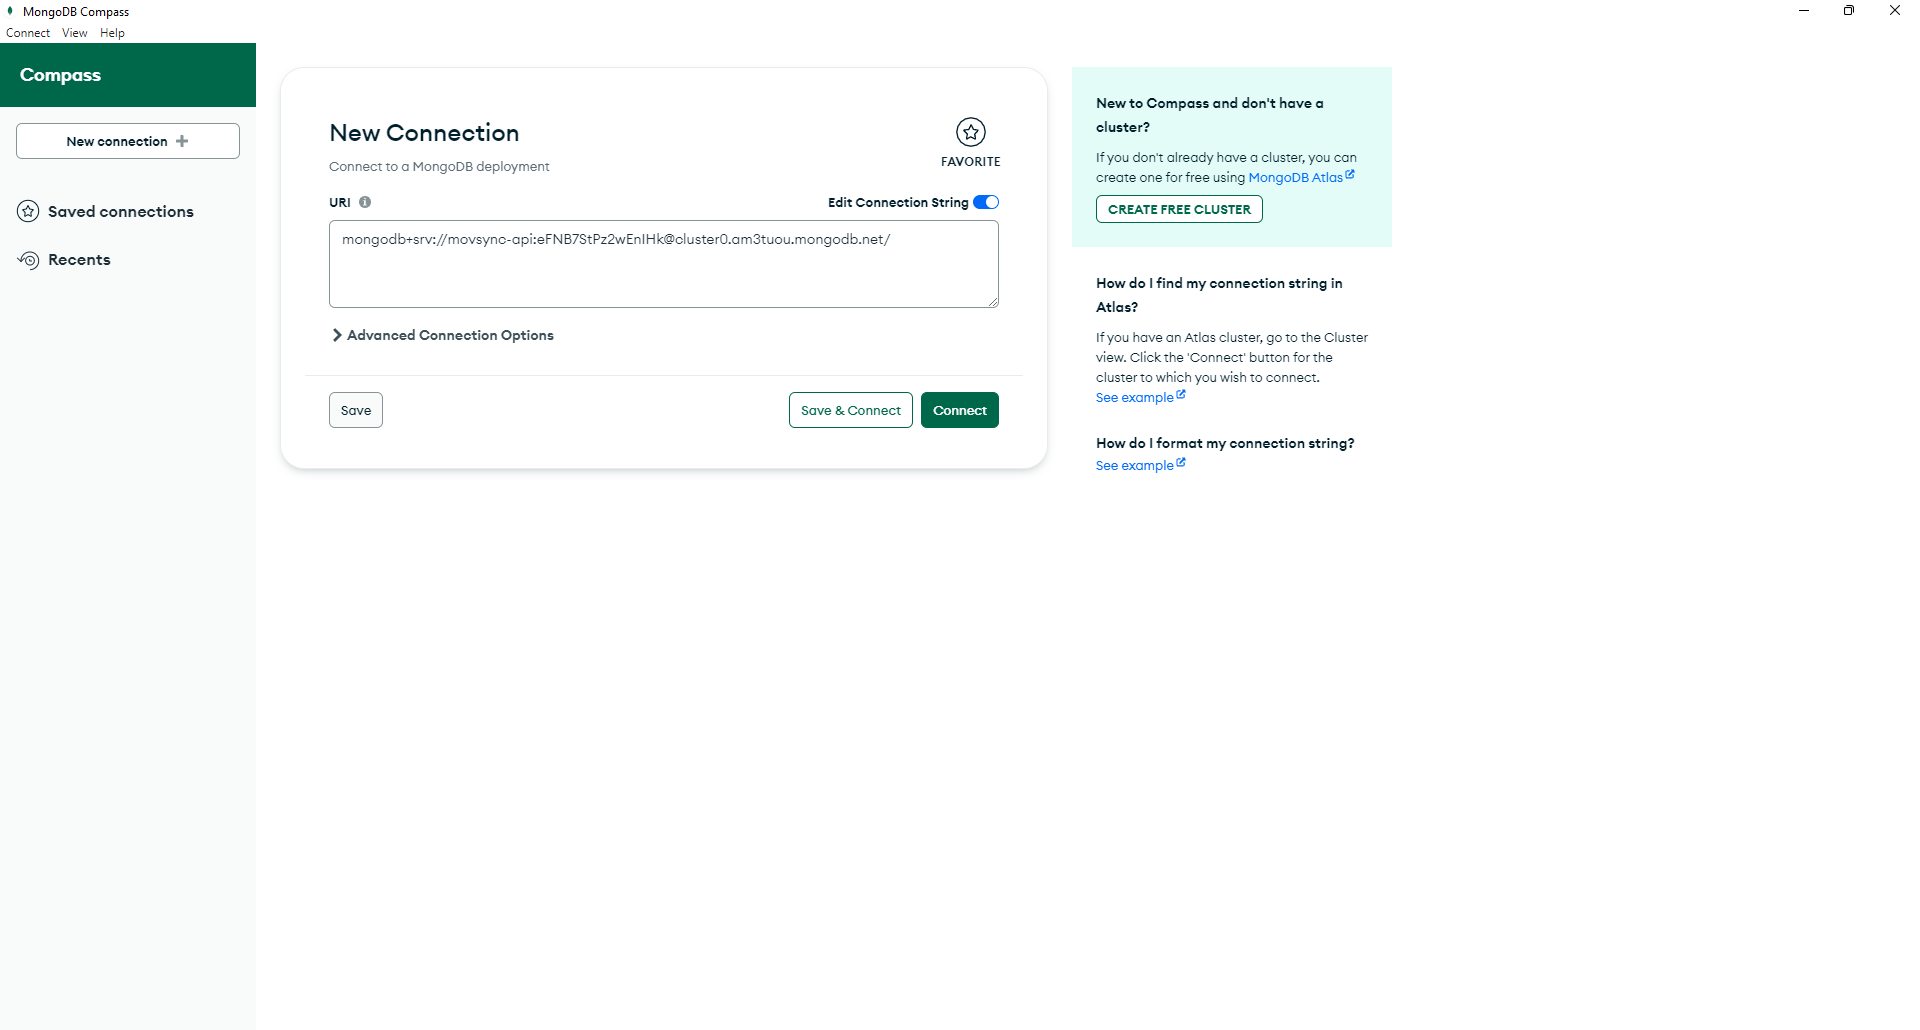 MongoDB Compass
Connect View Help
Compass
New connection
Saved connections
Recents
New Connection
Connect to a MongoDB deployment
FAVORITE
URI
Edit Connection String
mongodb+srv://movsync-api:eFNB7StPz2wEnIHk@cluster0.am3tuou.mongodb.net/
Advanced Connection Options
Save
Save & Connect
Connect
New to Compass and don't have a
cluster?
If you don't already have a cluster, you can
create one for free using MongoDB Atlas
CREATE FREE CLUSTER
How do I find my connection string in
Atlas?
If you have an Atlas cluster, go to the Cluster
view. Click the 'Connect' button for the
cluster to which you wish to connect.
See example
How do I format my connection string?
See example